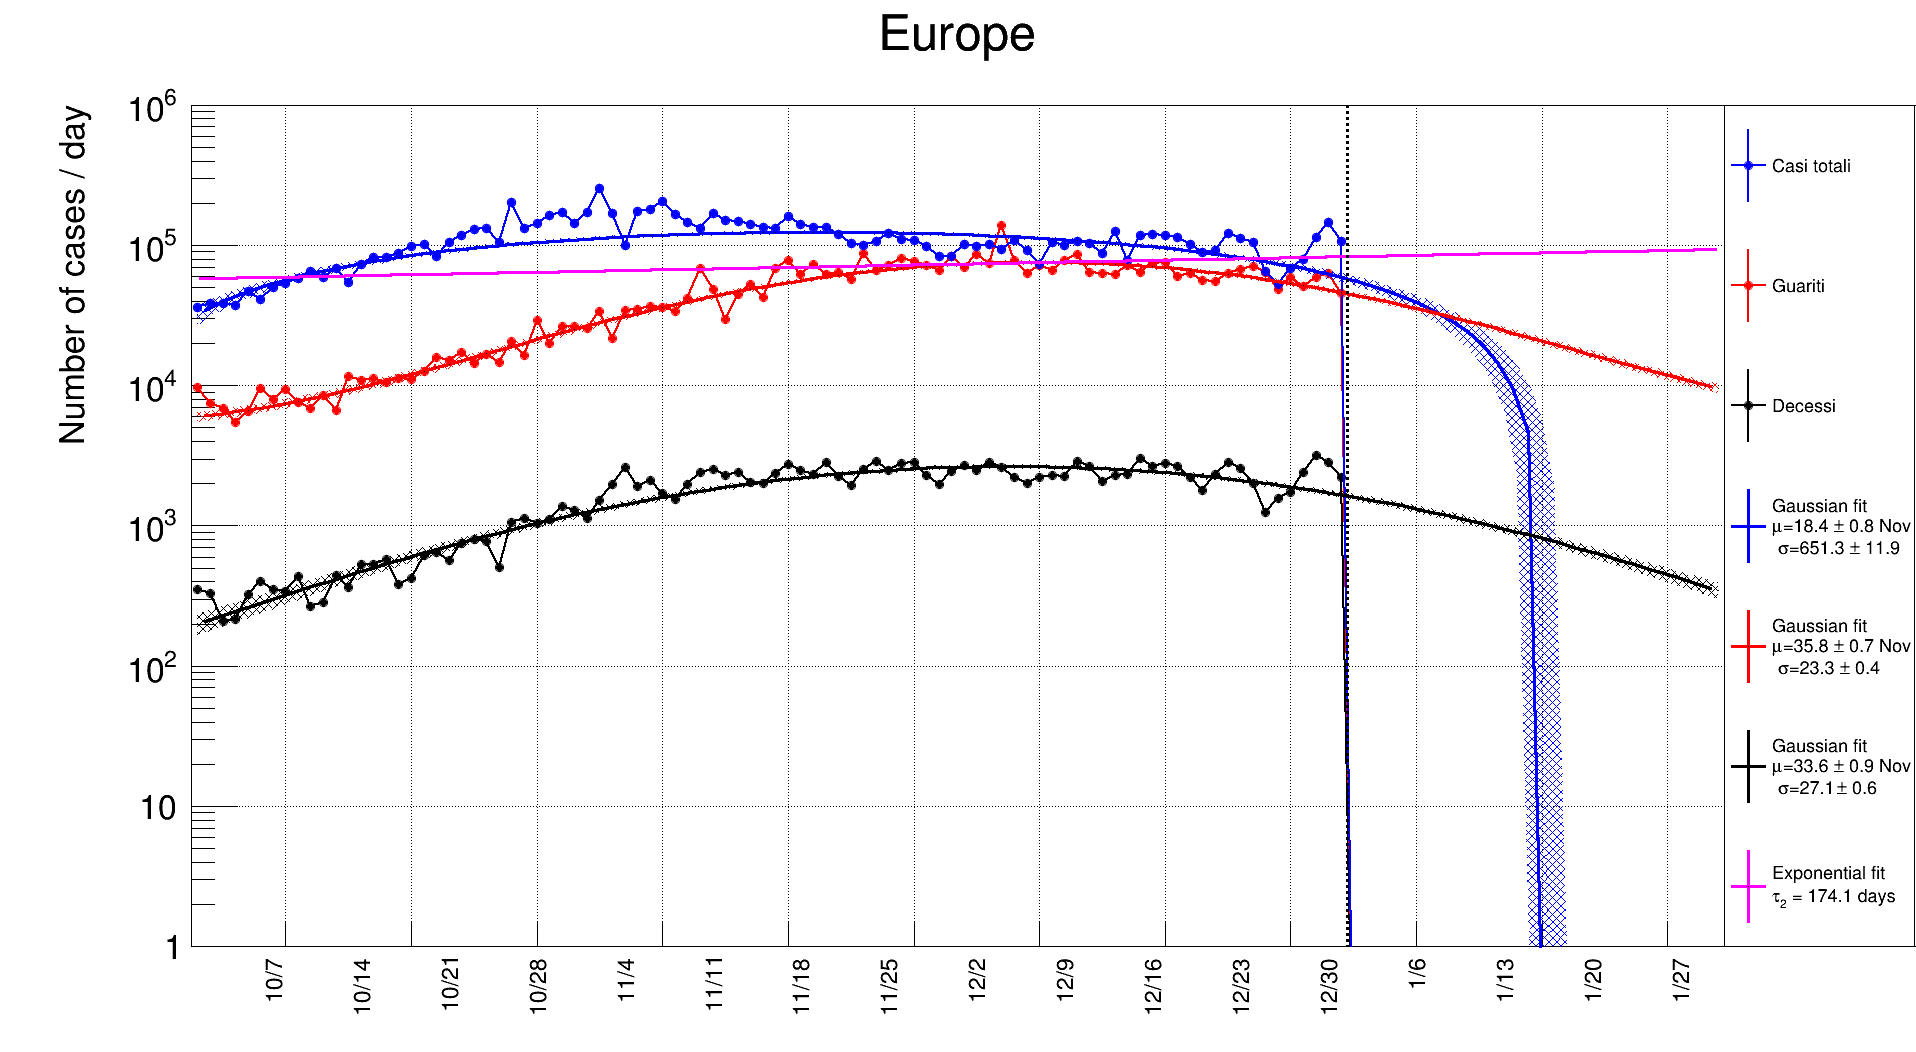 Europe
Number of cases / day
10^6
10^5
10^4
10^3
10^2
10
1
10/7
10/14
10/21
10/28
11/4
11/11
11/18
11/25
12/2
12/9
12/16
12/23
12/30
1/6
1/13
1/20
1/27
Casi totali
Guariti
Decessi
Gaussian fit
μ=18.4 ± 0.8 Nov
σ=651.3 ± 11.9
Gaussian fit
μ=35.8 ± 0.7 Nov
σ=23.3 ± 0.4
Gaussian fit
μ=33.6 ± 0.9 Nov
σ=27.1 ± 0.6
Exponential fit
τ₂ = 174.1 days